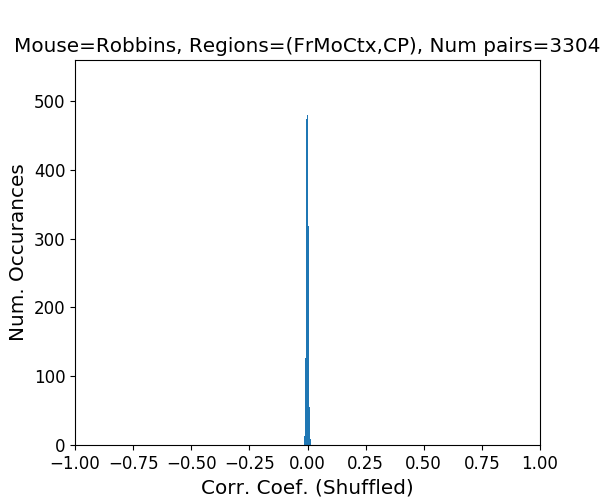 Mouse=Robbins, Regions=(FrMoCtx,CP), Num pairs=3304
500
400
300
200
100
0
Num. Occurances
−1.00 −0.75 −0.50 −0.25 0.00 0.25 0.50 0.75 1.00
Corr. Coef. (Shuffled)